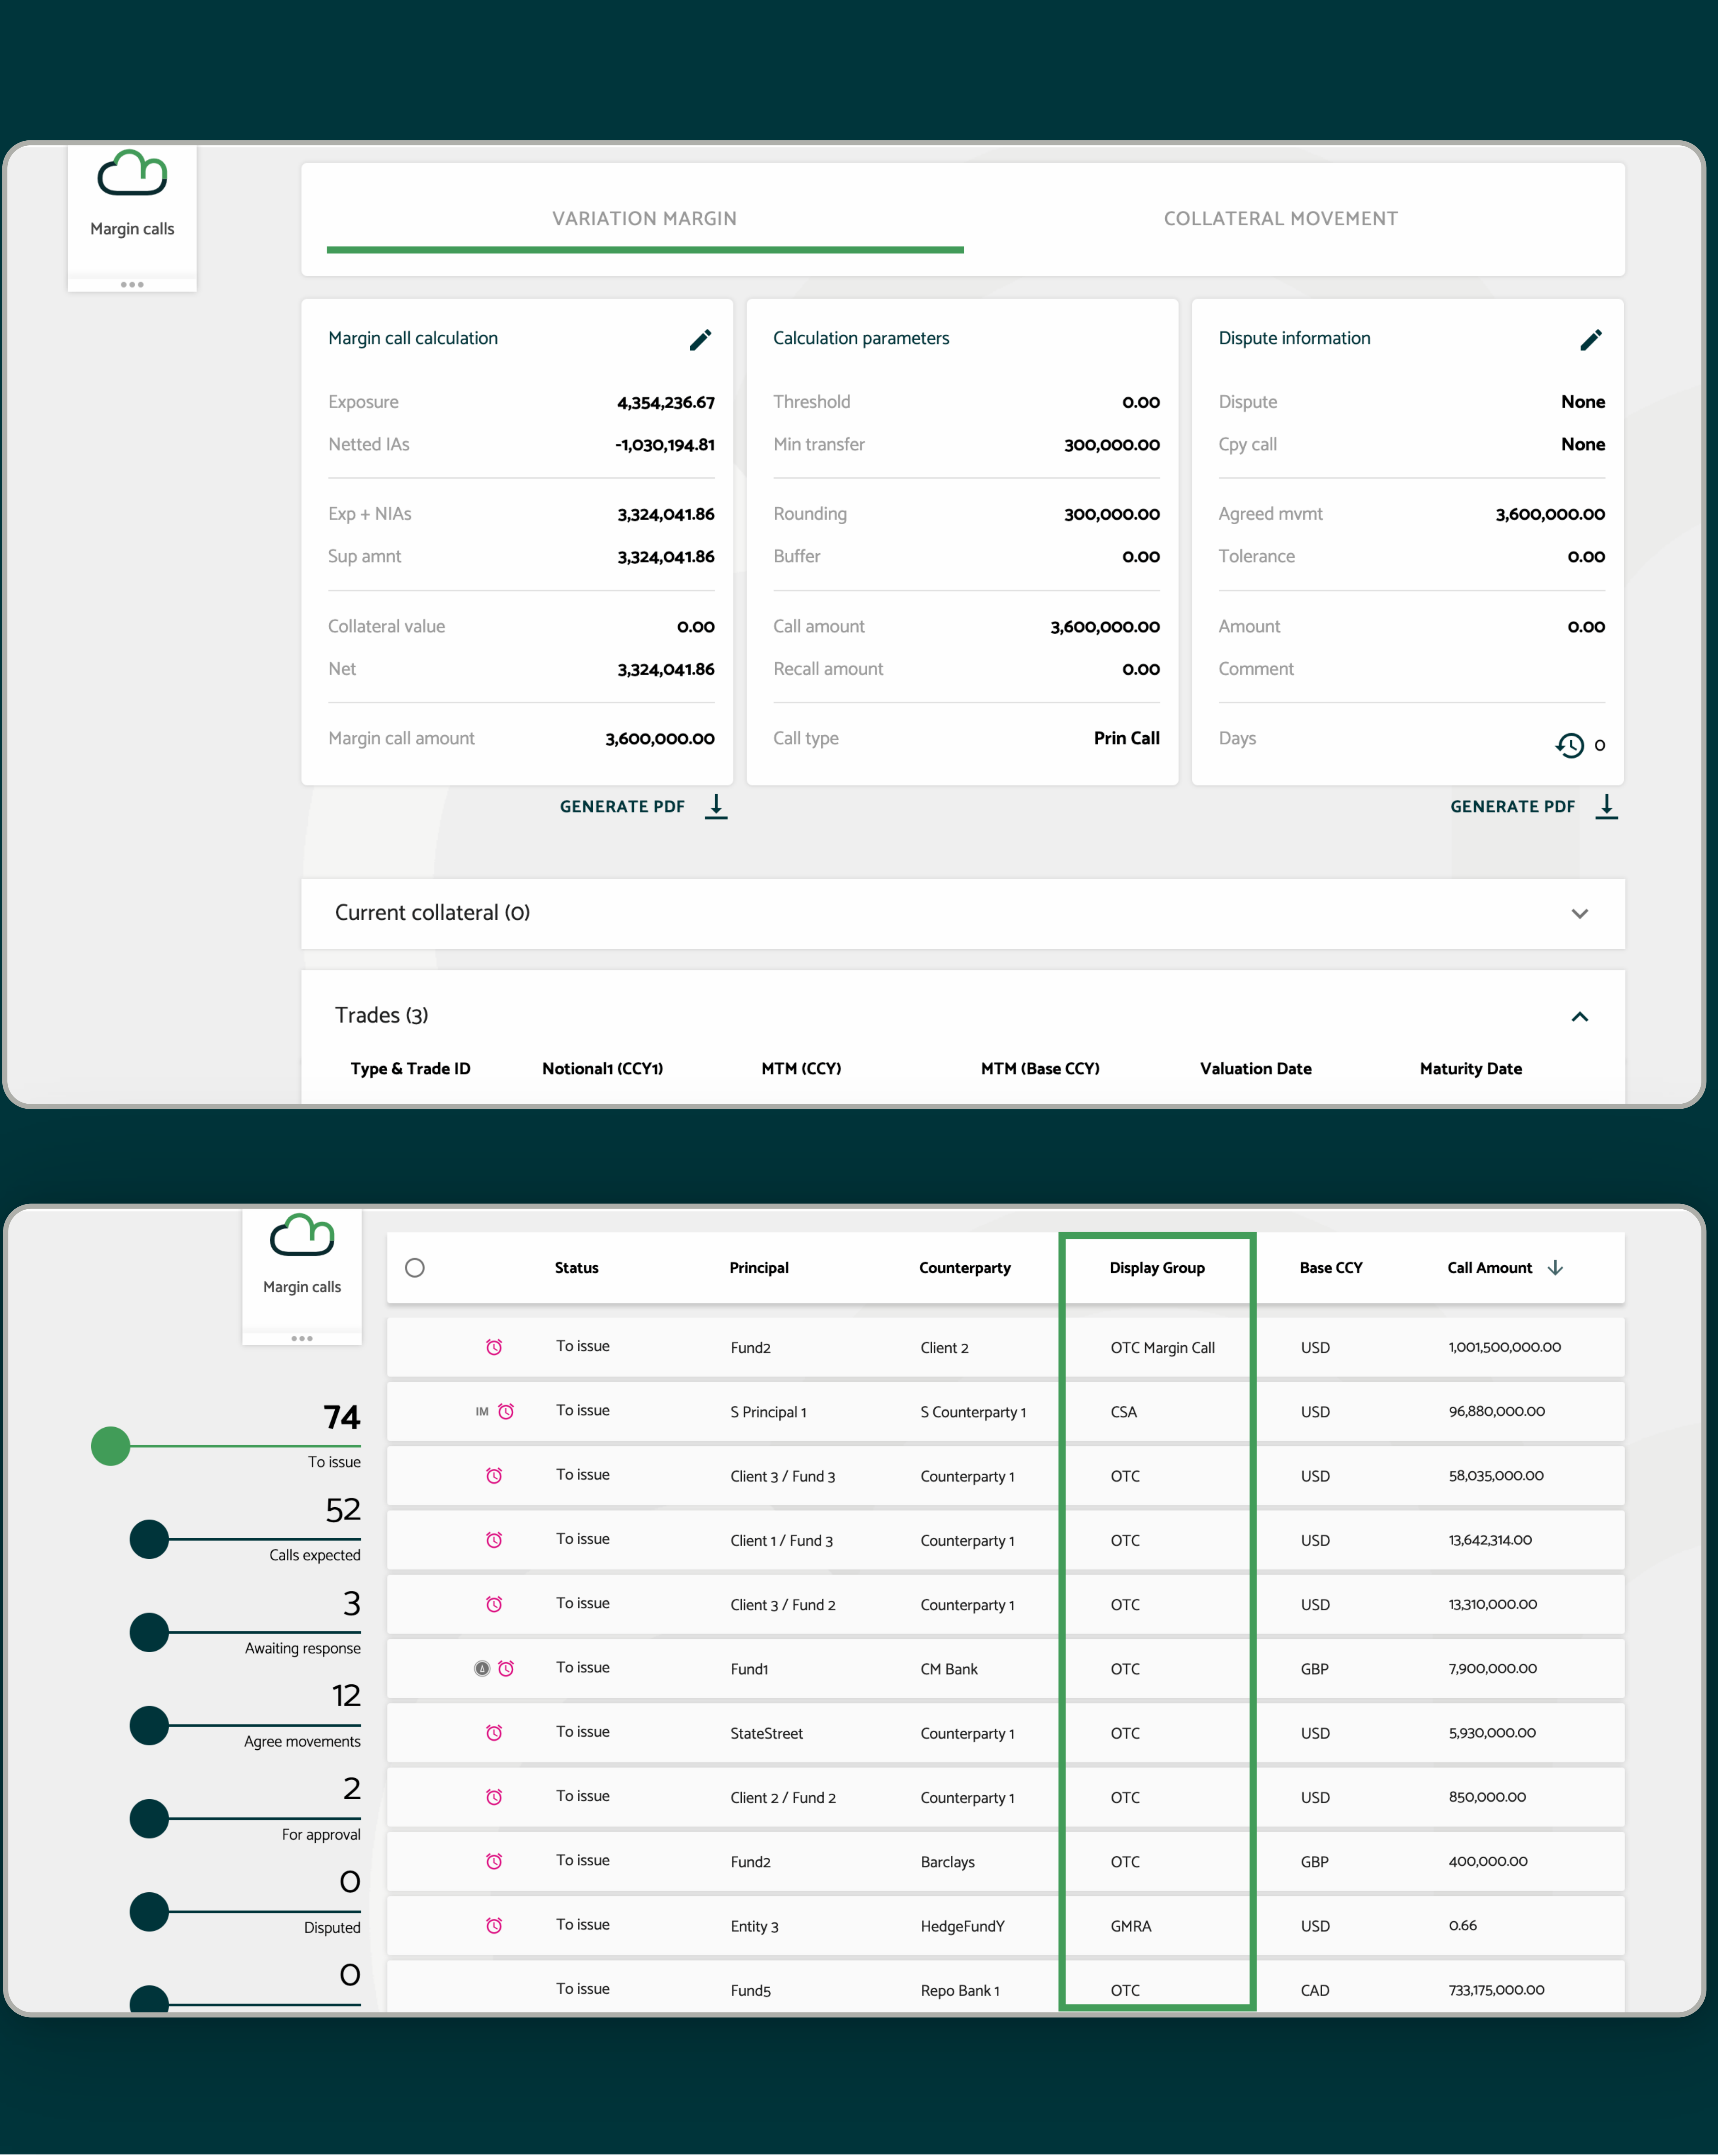 Margin calls
VARIATION MARGIN COLLATERAL MOVEMENT
Margin call calculation Calculation parameters Dispute information
Exposure 4,354,236.67 Threshold 0.00 Dispute None
Netted IAs -1,030,194.81 Min transfer 300,000.00 Cpy call None
Exp + NIAs 3,324,041.86 Rounding 300,000.00 Agreed mvmt 3,600,000.00
Sup amnt 3,324,041.86 Buffer 0.00 Tolerance 0.00
Collateral value 0.00 Call amount 3,600,000.00 Amount 0.00
Net 3,324,041.86 Recall amount 0.00 Comment
Margin call amount 3,600,000.00 Call type Prin Call Days 0
GENERATE PDF GENERATE PDF
Current collateral (0)
Trades (3)
Type & Trade ID Notional1 (CCY1) MTM (CCY) MTM (Base CCY) Valuation Date Maturity Date
Margin calls
74
To issue
52
Calls expected
3
Awaiting response
12
Agree movements
2
For approval
0
Disputed
0
Status Principal Counterparty Display Group Base CCY Call Amount
To issue Fund2 Client 2 OTC Margin Call USD 1,001,500,000.00
IM To issue S Principal 1 S Counterparty 1 CSA USD 96,880,000.00
To issue Client 3 / Fund 3 Counterparty 1 OTC USD 58,035,000.00
To issue Client 1 / Fund 3 Counterparty 1 OTC USD 13,642,314.00
To issue Client 3 / Fund 2 Counterparty 1 OTC USD 13,310,000.00
To issue Fund1 CM Bank OTC GBP 7,900,000.00
To issue StateStreet Counterparty 1 OTC USD 5,930,000.00
To issue Client 2 / Fund 2 Counterparty 1 OTC USD 850,000.00
To issue Fund2 Barclays OTC GBP 400,000.00
To issue Entity 3 HedgeFundY GMRA USD 0.66
To issue Fund5 Repo Bank 1 OTC CAD 733,175,000.00